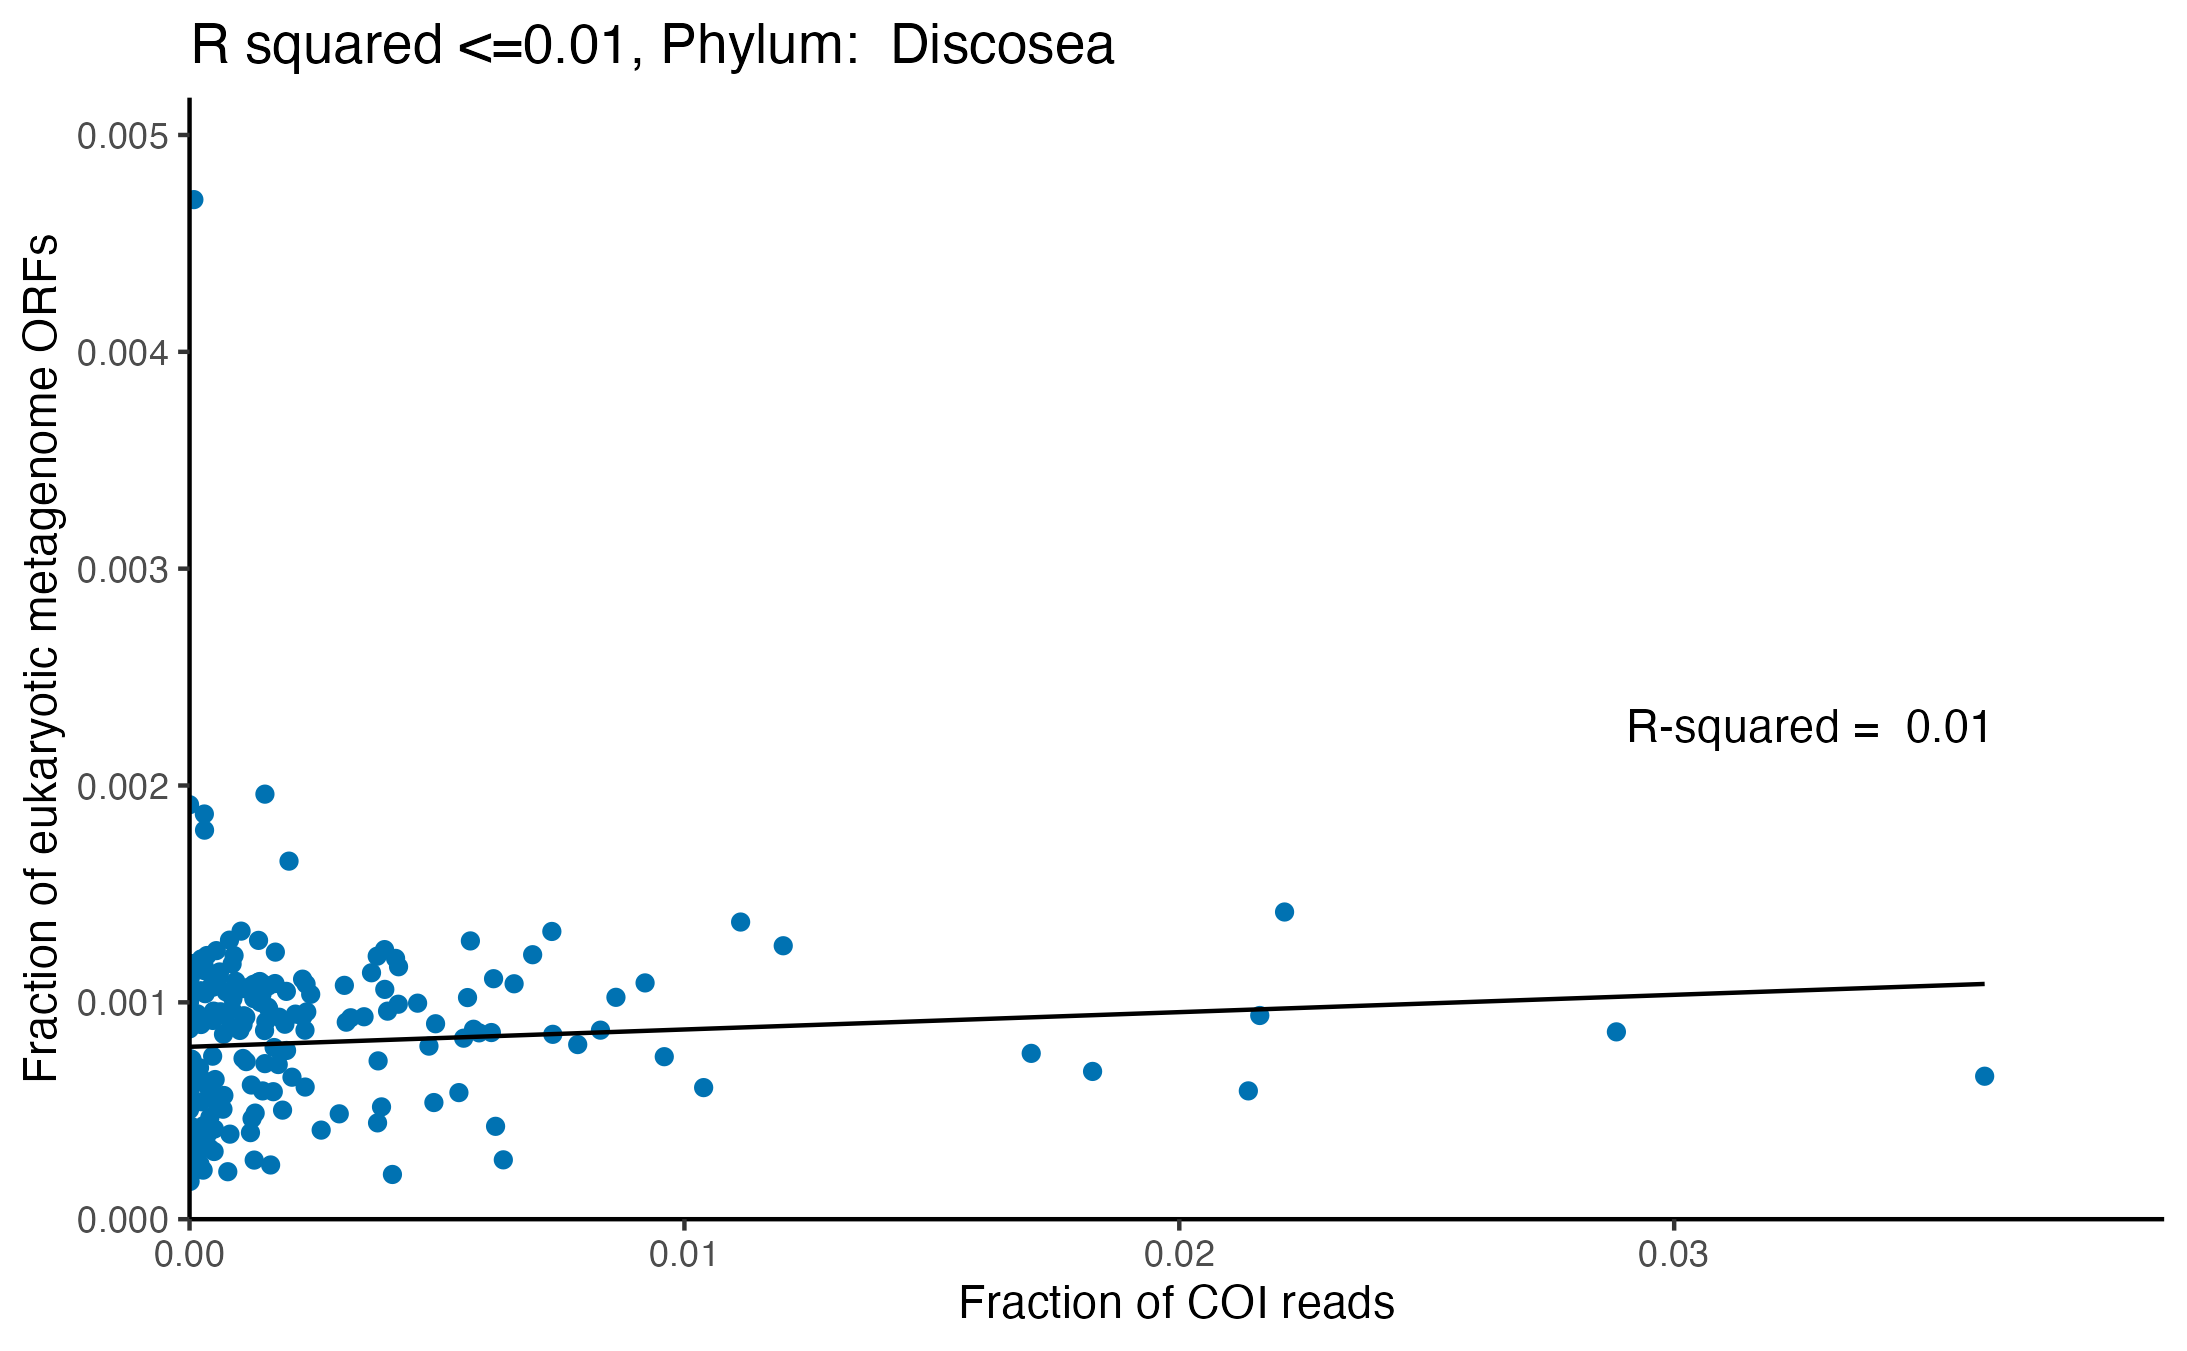 R squared <=0.01, Phylum:  Discosea
Fraction of eukaryotic metagenome ORFs
0.005
0.004
0.003
0.002
0.001
0.000
R-squared =  0.01
0.00
0.01
0.02
0.03
Fraction of COI reads